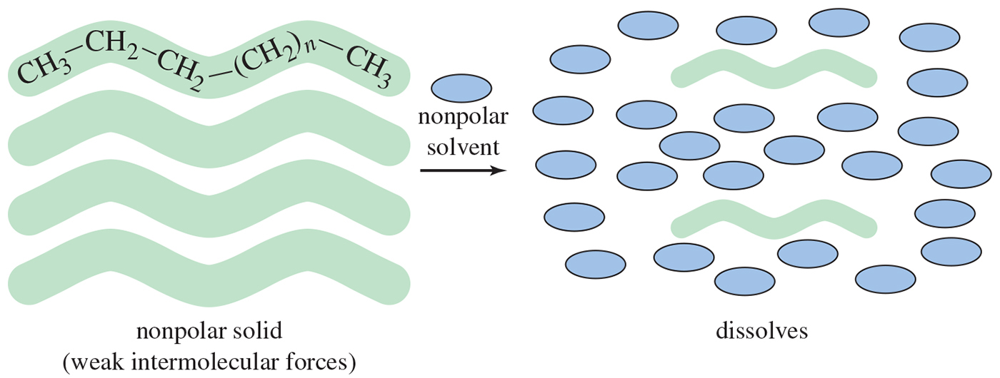 CH₃—CH₂—CH₂—(CH₂)ₙ—CH₃
nonpolar
solvent
nonpolar solid
(weak intermolecular forces)
dissolves